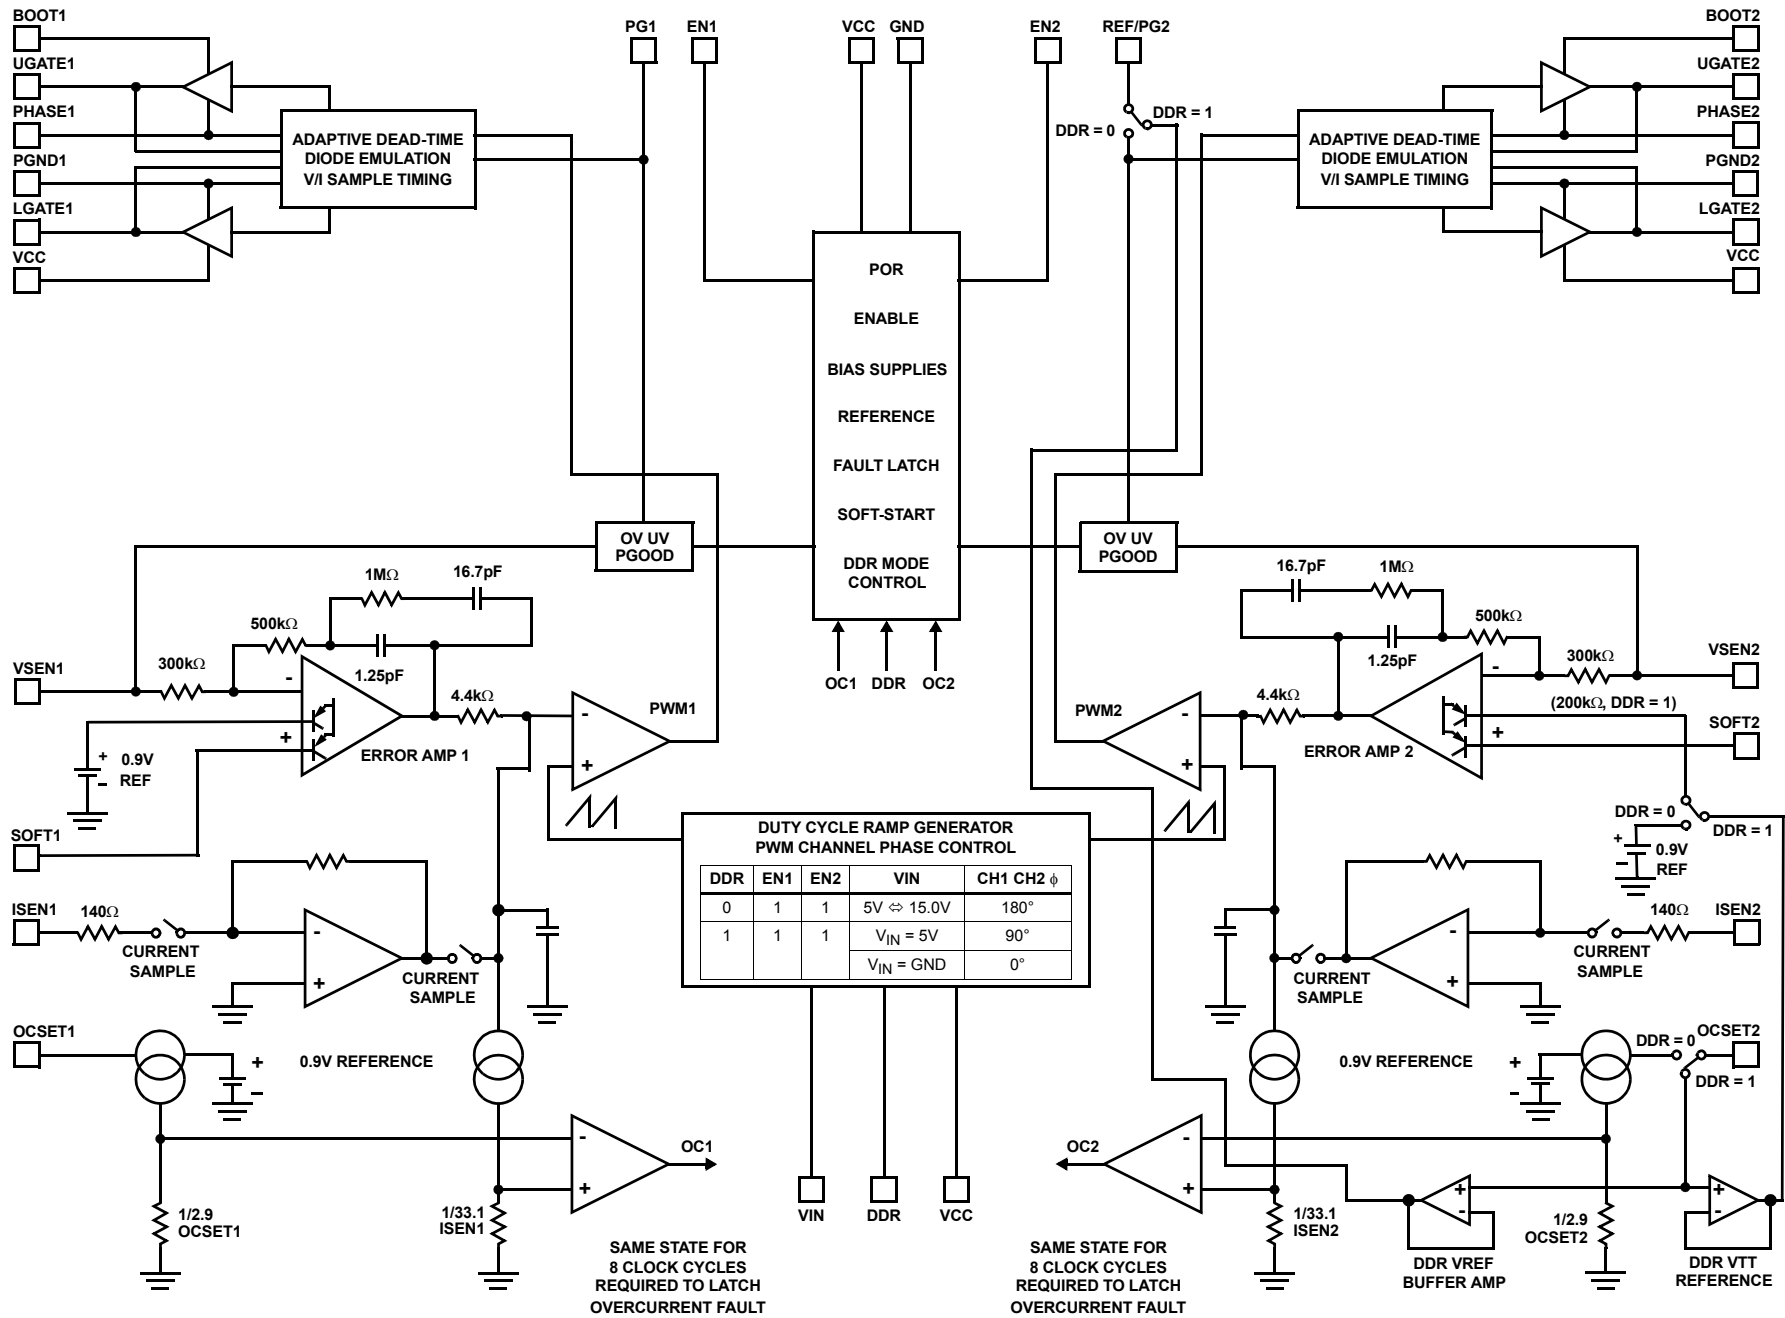 BOOT1
UGATE1
PHASE1
PGND1
LGATE1
VCC
PG1
EN1
VCC
GND
EN2
REF/PG2
BOOT2
UGATE2
PHASE2
PGND2
LGATE2
VCC
DDR = 1
DDR = 0
ADAPTIVE DEAD-TIME
DIODE EMULATION
V/I SAMPLE TIMING
ADAPTIVE DEAD-TIME
DIODE EMULATION
V/I SAMPLE TIMING
POR
ENABLE
BIAS SUPPLIES
REFERENCE
FAULT LATCH
SOFT-START
DDR MODE
CONTROL
OC1
DDR
OC2
OV UV
PGOOD
OV UV
PGOOD
1MΩ
16.7pF
500kΩ
1.25pF
VSEN1
300kΩ
-
+
4.4kΩ
-
+
PWM1
ERROR AMP 1
+
-
0.9V
REF
SOFT1
16.7pF
1MΩ
500kΩ
1.25pF
300kΩ
VSEN2
(200kΩ, DDR = 1)
-
+
4.4kΩ
PWM2
-
+
ERROR AMP 2
SOFT2
DDR = 0
DDR = 1
+
-
0.9V
REF
DUTY CYCLE RAMP GENERATOR
PWM CHANNEL PHASE CONTROL
DDR EN1 EN2 VIN CH1 CH2 ϕ
0 1 1 5V ⇔ 15.0V 180°
1 1 1 VIN = 5V 90°
VIN = GND 0°
VIN
DDR
VCC
ISEN1
140Ω
CURRENT
SAMPLE
-
+
CURRENT
SAMPLE
OCSET1
+
-
0.9V REFERENCE
-
+
OC1
1/2.9
OCSET1
1/33.1
ISEN1
SAME STATE FOR
8 CLOCK CYCLES
REQUIRED TO LATCH
OVERCURRENT FAULT
ISEN2
140Ω
CURRENT
SAMPLE
-
+
CURRENT
SAMPLE
0.9V REFERENCE
+
-
DDR = 0
OCSET2
DDR = 1
OC2
-
+
1/33.1
ISEN2
1/2.9
OCSET2
+
-
DDR VREF
BUFFER AMP
+
-
DDR VTT
REFERENCE
SAME STATE FOR
8 CLOCK CYCLES
REQUIRED TO LATCH
OVERCURRENT FAULT